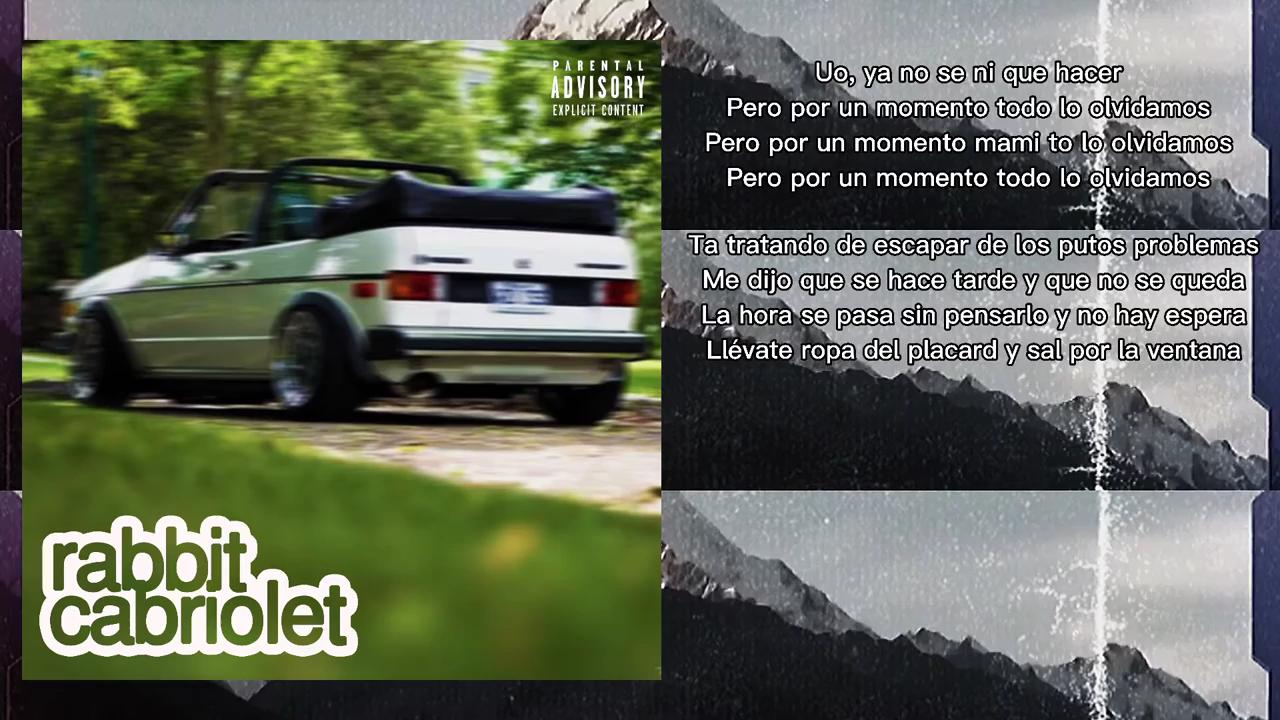 PARENTAL
ADVISORY
EXPLICIT CONTENT
rabbit
cabriolet
Uo, ya no se ni que hacer
Pero por un momento todo lo olvidamos
Pero por un momento mami to lo olvidamos
Pero por un momento todo lo olvidamos
Ta tratando de escapar de los putos problemas
Me dijo que se hace tarde y que no se queda
La hora se pasa sin pensarlo y no hay espera
Llévate ropa del placard y sal por la ventana